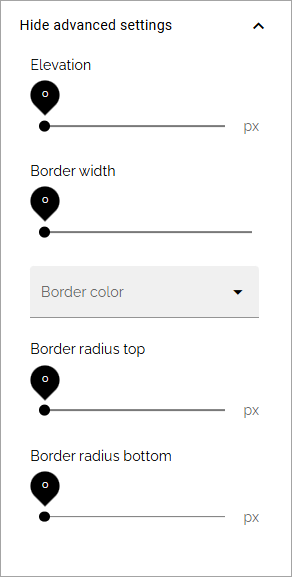 Hide advanced settings
Elevation
0
px
Border width
0
Border color
Border radius top
0
px
Border radius bottom
0
px